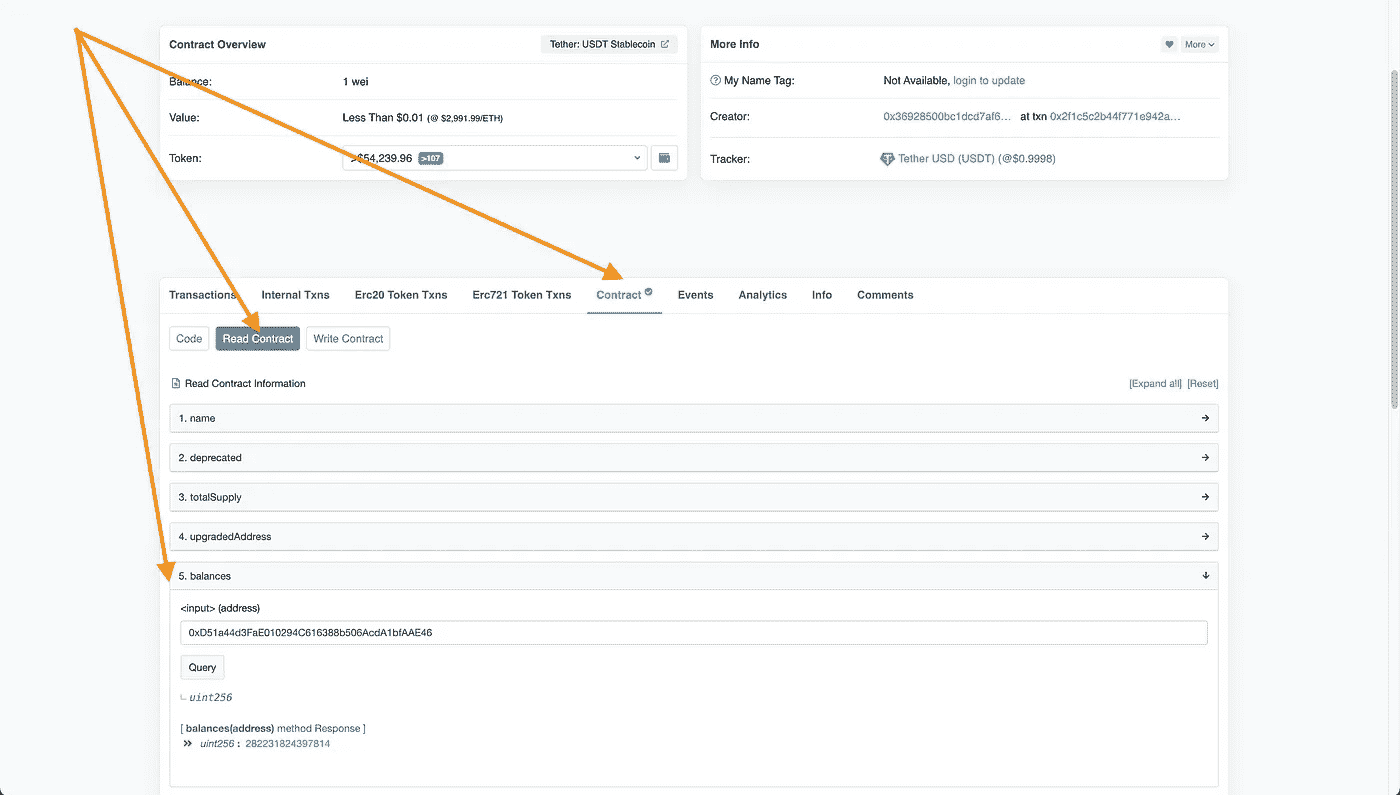 Contract Overview
Tether: USDT Stablecoin
More Info
More
Balance:
1 wei
My Name Tag:
Not Available, login to update
Value:
Less Than $0.01 (@ $2,991.99/ETH)
Creator:
0x36928500bc1dcd7af6... at txn 0x2f1c5c2b44f771e942a...
Token:
>$54,239.96 >107
Tracker:
Tether USD (USDT) (@$0.9998)
Transactions Internal Txns Erc20 Token Txns Erc721 Token Txns Contract Events Analytics Info Comments
Code Read Contract Write Contract
Read Contract Information
[Expand all] [Reset]
1. name
2. deprecated
3. totalSupply
4. upgradedAddress
5. balances
<input> (address)
0xD51a44d3FaE010294C616388b506AcdA1bfAAE46
Query
uint256
[ balances(address) method Response ]
uint256 : 282231824397814